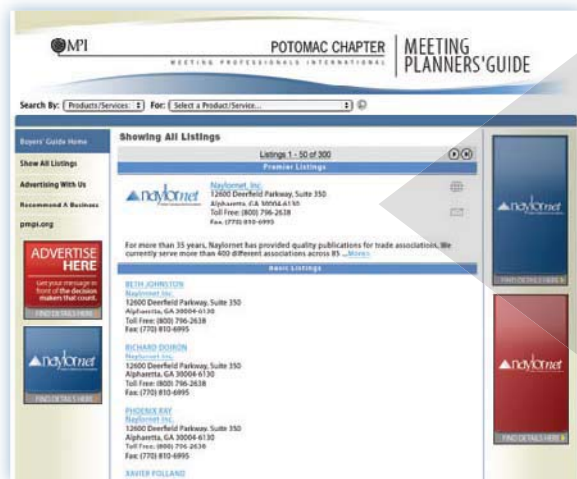 MPI
POTOMAC CHAPTER
MEETING PROFESSIONALS INTERNATIONAL
MEETING
PLANNERS'GUIDE
Search By: Products/Services For: Select a Product/Service...
Buyers' Guide Home
Show All Listings
Advertising With Us
Recommend A Business
pmpi.org
ADVERTISE
HERE
Get your message in
front of the decision
makers that count.
FIND DETAILS HERE
naylornet
FIND DETAILS HERE
Showing All Listings
Listings 1 - 50 of 300
Premier Listings
naylornet
Naylornet, Inc.
12600 Deerfield Parkway, Suite 350
Alpharetta, GA 30004-6130
Toll Free: (800) 796-2638
Fax: (770) 810-6995
For more than 35 years, Naylornet has provided quality publications for trade associations. We
currently serve more than 400 different associations across 85 ...More>
Basic Listings
BETH JOHNSTON
Naylornet Inc.
12600 Deerfield Parkway, Suite 350
Alpharetta, GA 30004-6130
Toll Free: (800) 796-2638
Fax: (770) 810-6995
RICHARD DOIRON
Naylornet Inc.
12600 Deerfield Parkway, Suite 350
Alpharetta, GA 30004-6130
Toll Free: (800) 796-2638
Fax: (770) 810-6995
PHOENIX RAY
Naylornet Inc.
12600 Deerfield Parkway, Suite 350
Alpharetta, GA 30004-6130
Toll Free: (800) 796-2638
Fax: (770) 810-6995
XAVIER POLLAND
naylornet
FIND DETAILS HERE
naylornet
FIND DETAILS HERE